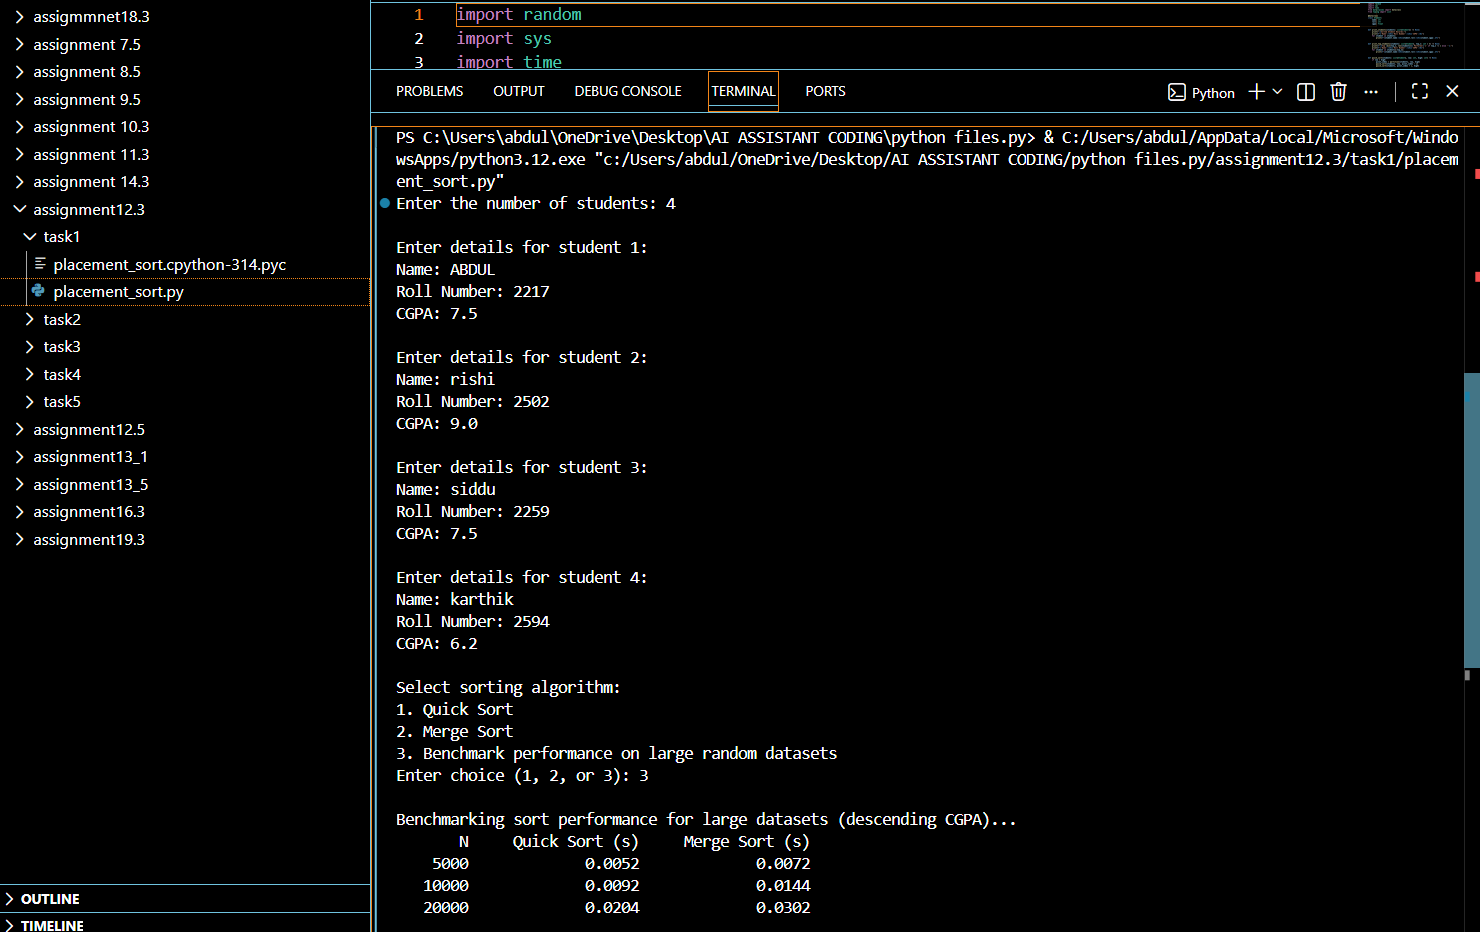 assigmmnet18.3
assignment 7.5
assignment 8.5
assignment 9.5
assignment 10.3
assignment 11.3
assignment 14.3
assignment12.3
task1
placement_sort.cpython-314.pyc
placement_sort.py
task2
task3
task4
task5
assignment12.5
assignment13_1
assignment13_5
assignment16.3
assignment19.3
OUTLINE
TIMELINE
1 import random
2 import sys
3 import time
PROBLEMS OUTPUT DEBUG CONSOLE TERMINAL PORTS Python
PS C:\Users\abdul\OneDrive\Desktop\AI ASSISTANT CODING\python files.py> & C:/Users/abdul/AppData/Local/Microsoft/Windo
wsApps/python3.12.exe "c:/Users/abdul/OneDrive/Desktop/AI ASSISTANT CODING/python files.py/assignment12.3/task1/placem
ent_sort.py"
Enter the number of students: 4
Enter details for student 1:
Name: ABDUL
Roll Number: 2217
CGPA: 7.5
Enter details for student 2:
Name: rishi
Roll Number: 2502
CGPA: 9.0
Enter details for student 3:
Name: siddu
Roll Number: 2259
CGPA: 7.5
Enter details for student 4:
Name: karthik
Roll Number: 2594
CGPA: 6.2
Select sorting algorithm:
1. Quick Sort
2. Merge Sort
3. Benchmark performance on large random datasets
Enter choice (1, 2, or 3): 3
Benchmarking sort performance for large datasets (descending CGPA)...
N Quick Sort (s) Merge Sort (s)
5000 0.0052 0.0072
10000 0.0092 0.0144
20000 0.0204 0.0302